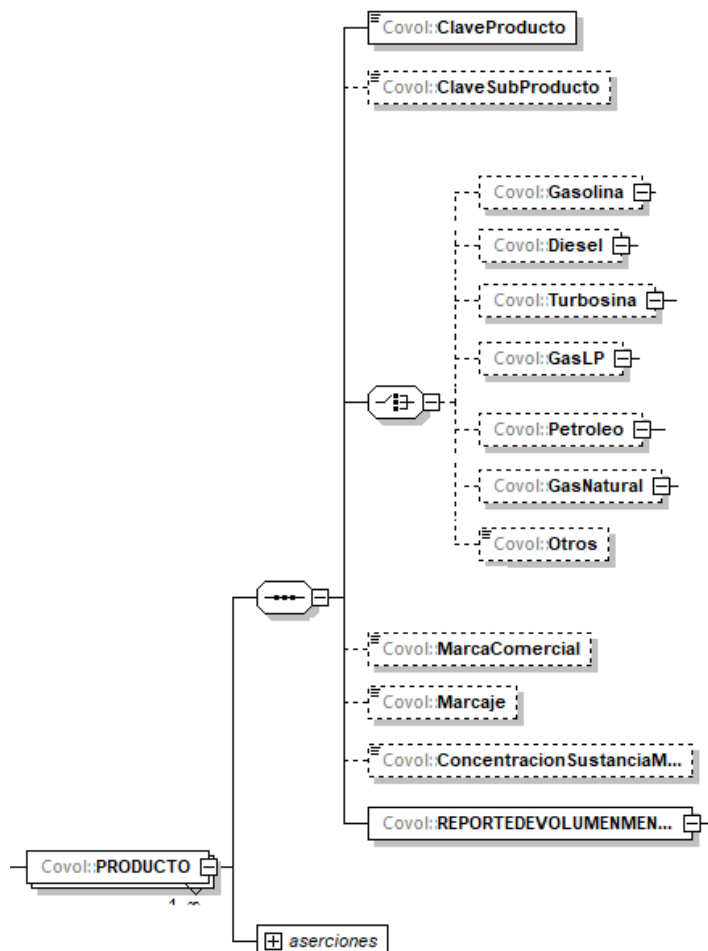 Covol::ClaveProducto
Covol::ClaveSubProducto
Covol::Gasolina
Covol::Diesel
Covol::Turbosina
Covol::GasLP
Covol::Petroleo
Covol::GasNatural
Covol::Otros
Covol::MarcaComercial
Covol::Marcaje
Covol::ConcentracionSustanciaM...
Covol::REPORTEDEVOLUMENMEN...
Covol::PRODUCTO
aserciones